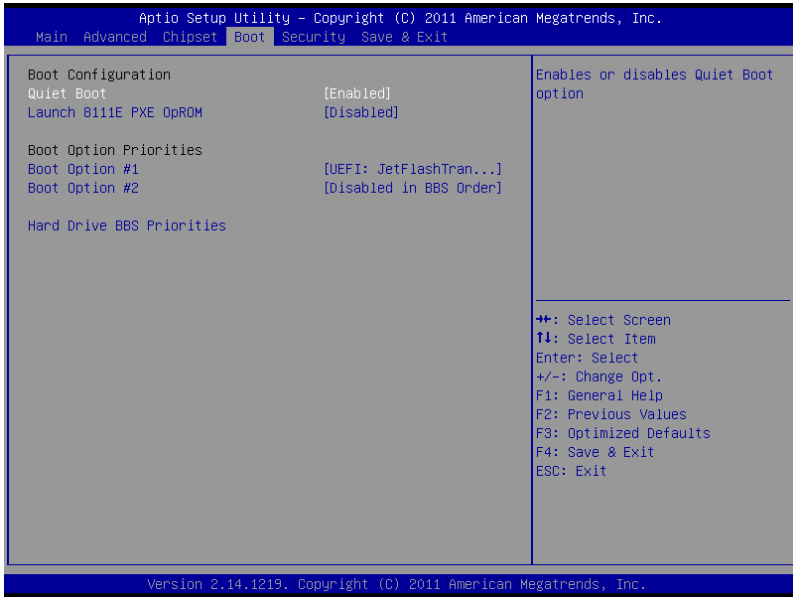 Aptio Setup Utility – Copyright (C) 2011 American Megatrends, Inc.
Main Advanced Chipset Boot Security Save & Exit
Boot Configuration
Quiet Boot [Enabled]
Launch 8111E PXE OpROM [Disabled]
Boot Option Priorities
Boot Option #1 [UEFI: JetFlashTran...]
Boot Option #2 [Disabled in BBS Order]
Hard Drive BBS Priorities
Enables or disables Quiet Boot
option
→←: Select Screen
↑↓: Select Item
Enter: Select
+/-: Change Opt.
F1: General Help
F2: Previous Values
F3: Optimized Defaults
F4: Save & Exit
ESC: Exit
Version 2.14.1219. Copyright (C) 2011 American Megatrends, Inc.